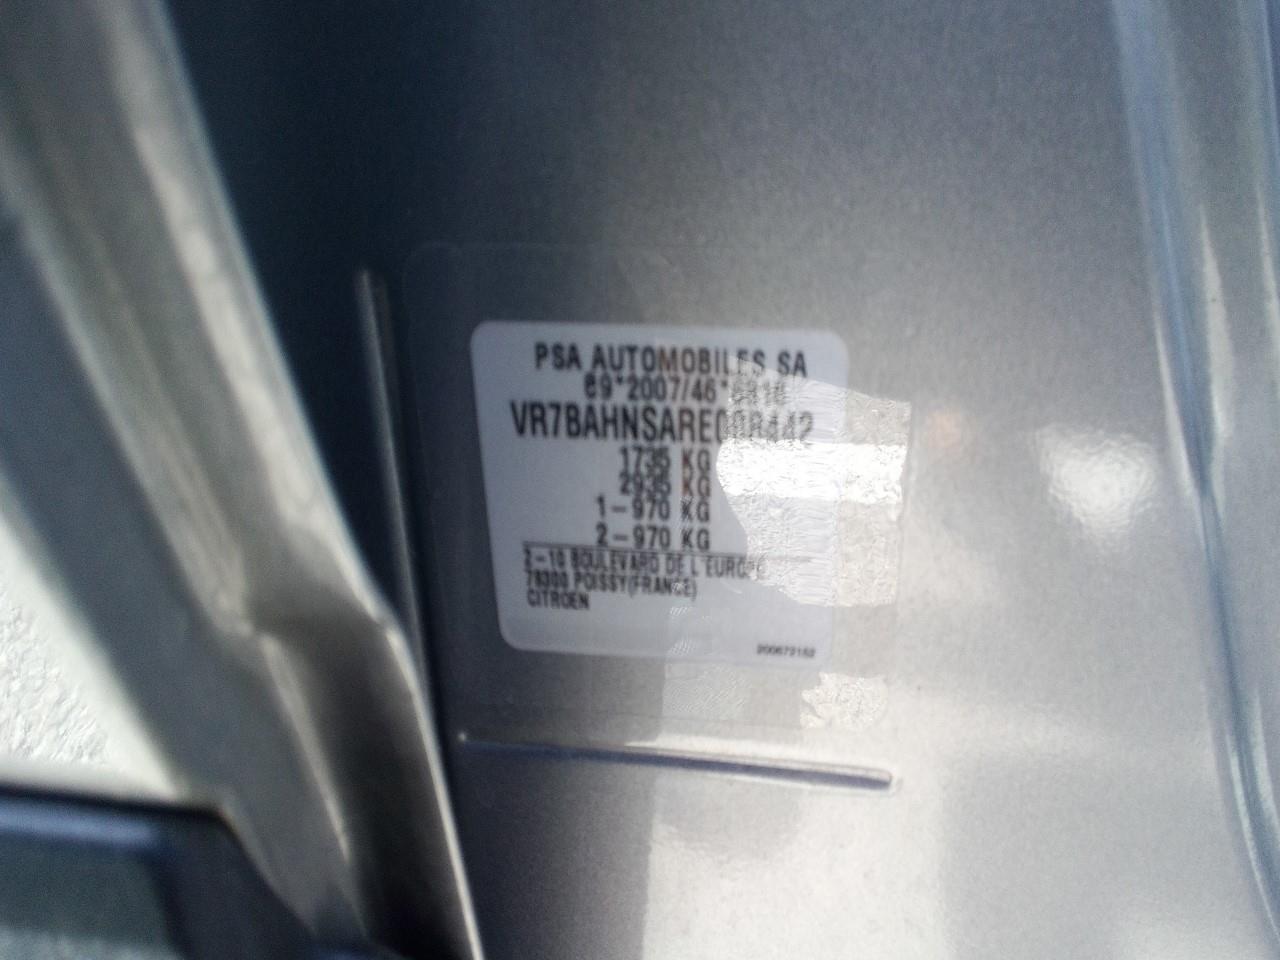 PSA AUTOMOBILES SA
1735 KG
2935 KG
1-970 KG
2-970 KG
2-10 BOULEVARD DE L'EUROPE
78300 POISSY(FRANCE)
CITROEN
200672152